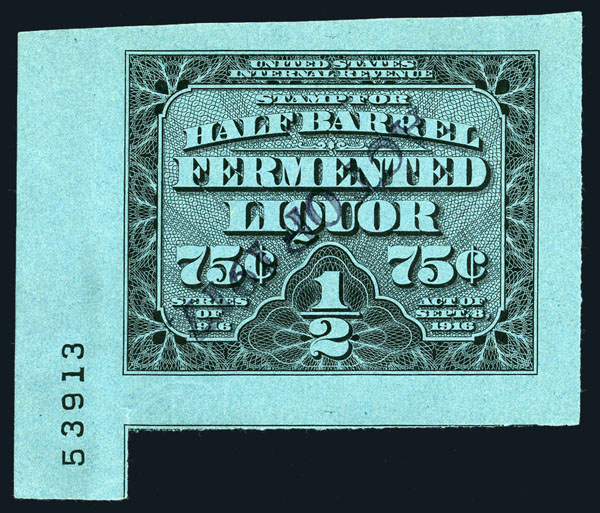 UNITED STATES
INTERNAL REVENUE
STAMP FOR
HALF BARREL
FERMENTED
LIQUOR
75¢ 75¢
SERIES OF 1916
1/2
ACT OF SEPT. 8 1916
53913